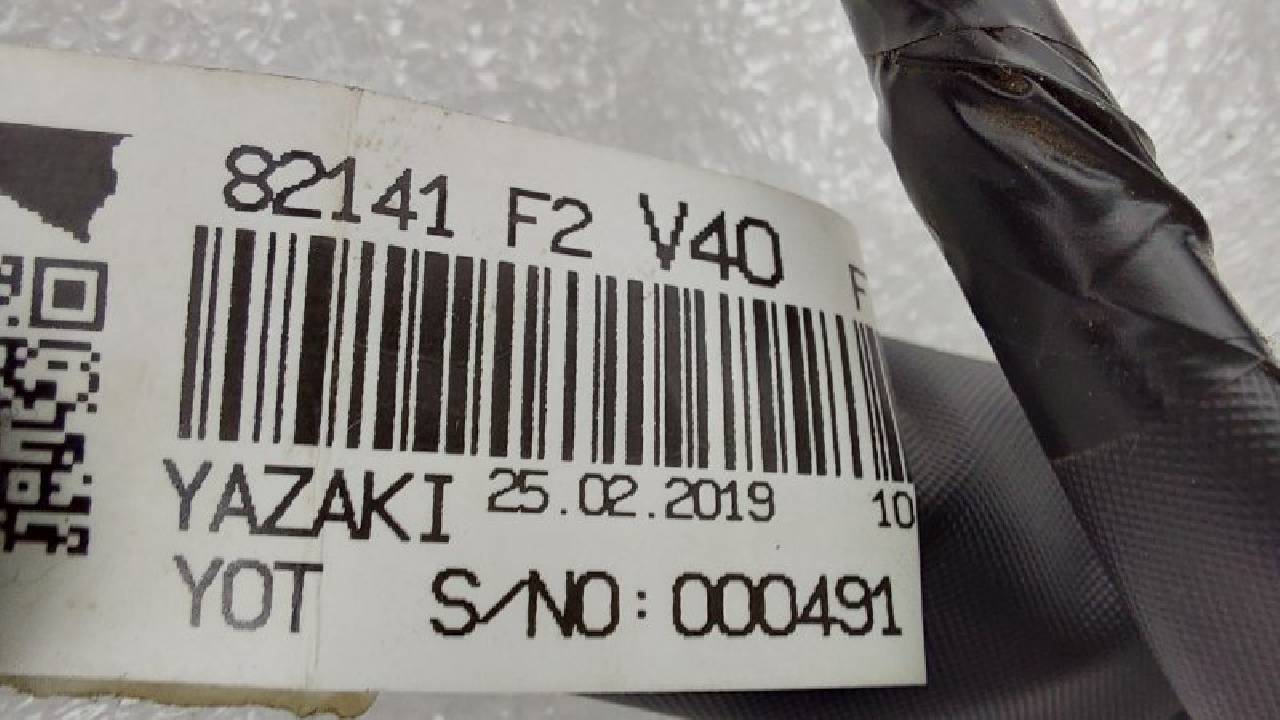 82141 F2 V40 F
YAZAKI 25.02.2019 10
YOT S/NO: 000491